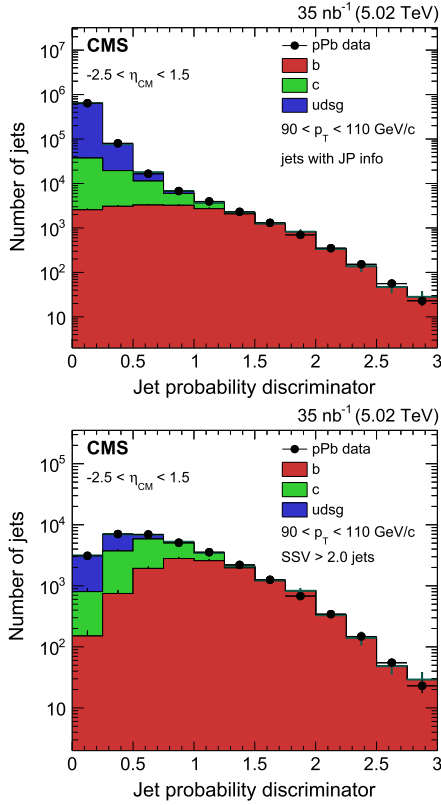 35 nb⁻¹ (5.02 TeV)
10⁷
CMS
pPb data
-2.5 < η_CM < 1.5
b
10⁶
c
udsg
10⁵
90 < p_T < 110 GeV/c
jets with JP info
10⁴
10³
10²
10
Number of jets
0 0.5 1 1.5 2 2.5 3
Jet probability discriminator
35 nb⁻¹ (5.02 TeV)
CMS
pPb data
10⁵
-2.5 < η_CM < 1.5
b
c
udsg
10⁴
90 < p_T < 110 GeV/c
SSV > 2.0 jets
10³
10²
10
Number of jets
0 0.5 1 1.5 2 2.5 3
Jet probability discriminator